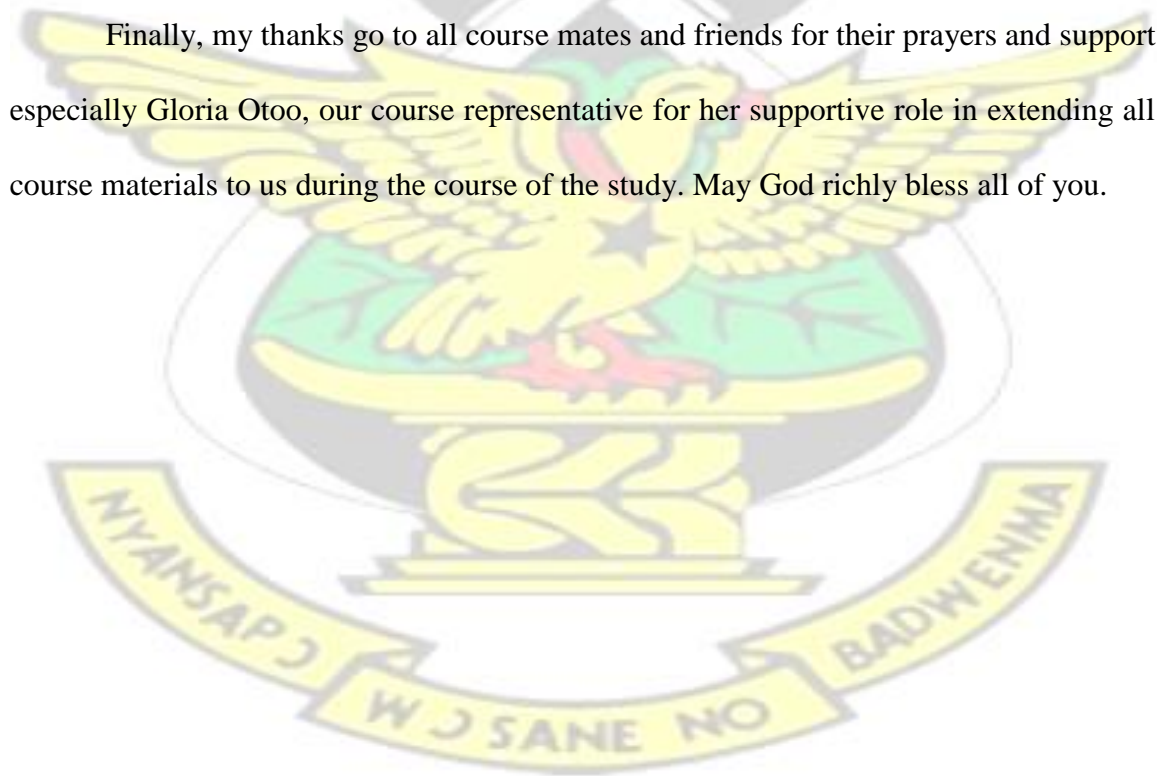 Finally, my thanks go to all course mates and friends for their prayers and support
especially Gloria Otoo, our course representative for her supportive role in extending all
course materials to us during the course of the study. May God richly bless all of you.
NYANSAPƆ
WƆSANE NO
BADWENMA